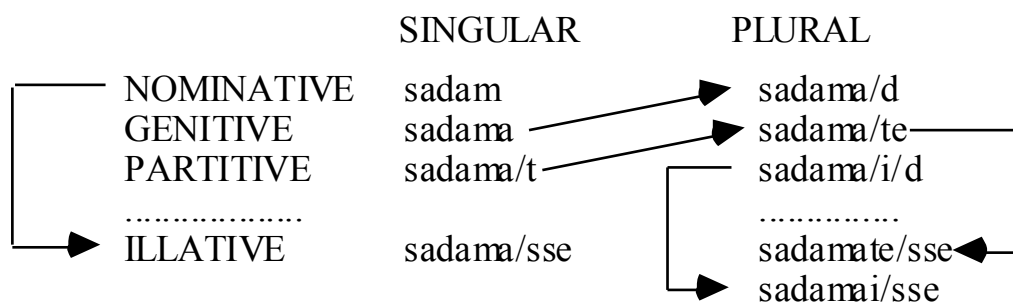 SINGULAR PLURAL
NOMINATIVE sadam sadama/d
GENITIVE sadama sadama/te
PARTITIVE sadama/t sadama/i/d
.................. ..............
ILLATIVE sadama/sse sadamate/sse
sadamai/sse